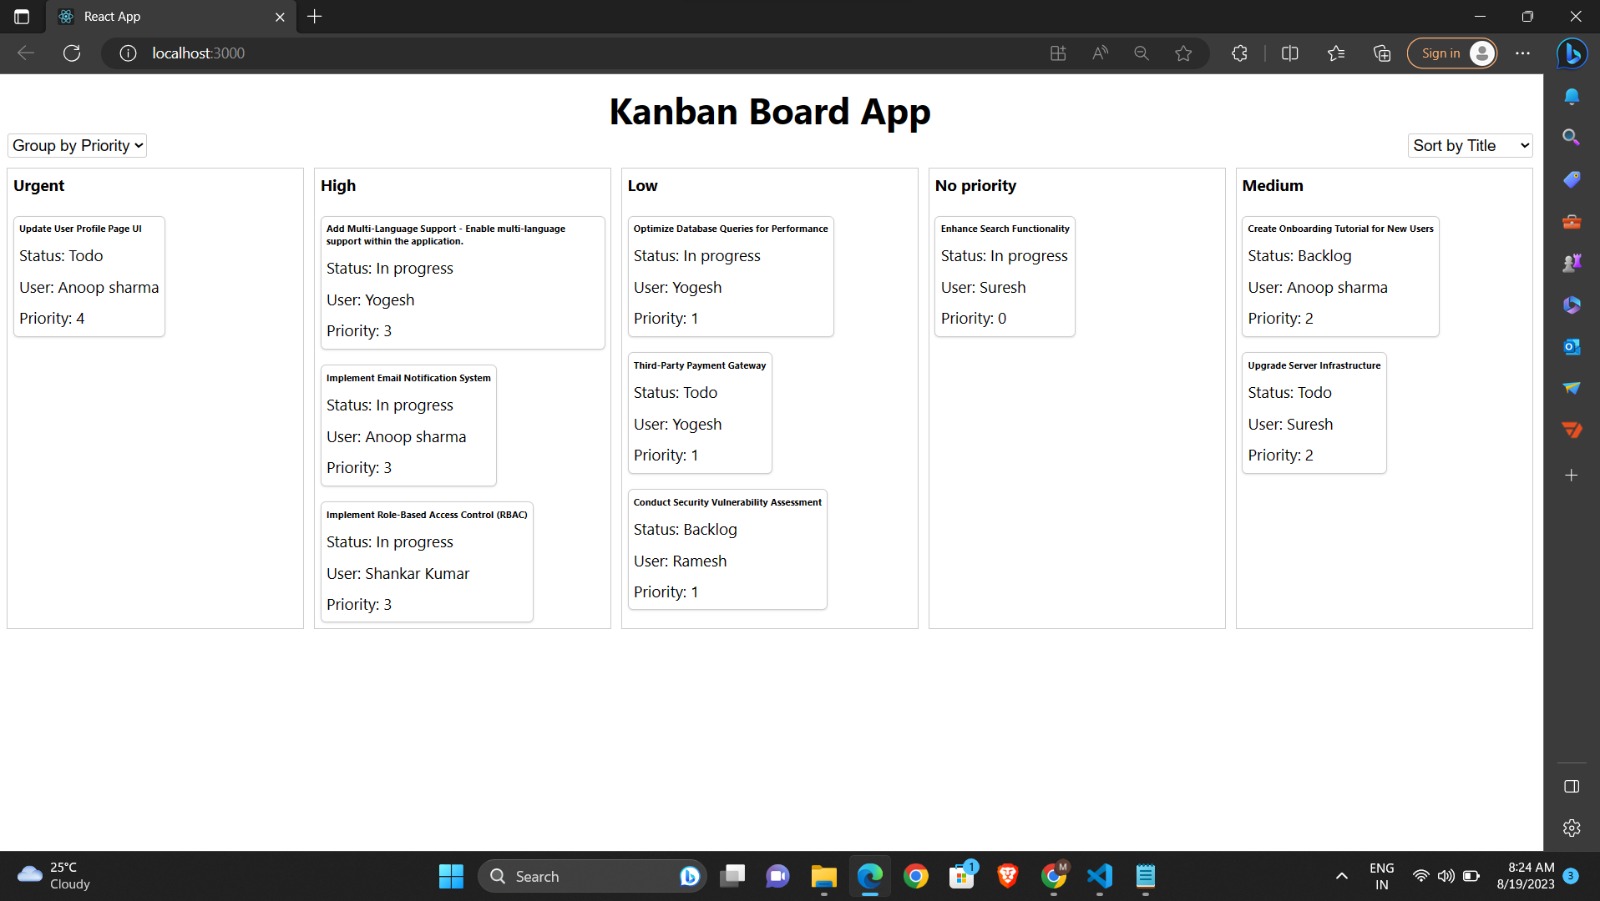 React App
localhost:3000
Sign in
Kanban Board App
Group by Priority
Sort by Title
Urgent
Update User Profile Page UI
Status: Todo
User: Anoop sharma
Priority: 4
High
Add Multi-Language Support - Enable multi-language
support within the application.
Status: In progress
User: Yogesh
Priority: 3
Implement Email Notification System
Status: In progress
User: Anoop sharma
Priority: 3
Implement Role-Based Access Control (RBAC)
Status: In progress
User: Shankar Kumar
Priority: 3
Low
Optimize Database Queries for Performance
Status: In progress
User: Yogesh
Priority: 1
Third-Party Payment Gateway
Status: Todo
User: Yogesh
Priority: 1
Conduct Security Vulnerability Assessment
Status: Backlog
User: Ramesh
Priority: 1
No priority
Enhance Search Functionality
Status: In progress
User: Suresh
Priority: 0
Medium
Create Onboarding Tutorial for New Users
Status: Backlog
User: Anoop sharma
Priority: 2
Upgrade Server Infrastructure
Status: Todo
User: Suresh
Priority: 2
25°C
Cloudy
Search
1
M
ENG
IN
8:24 AM
8/19/2023
3